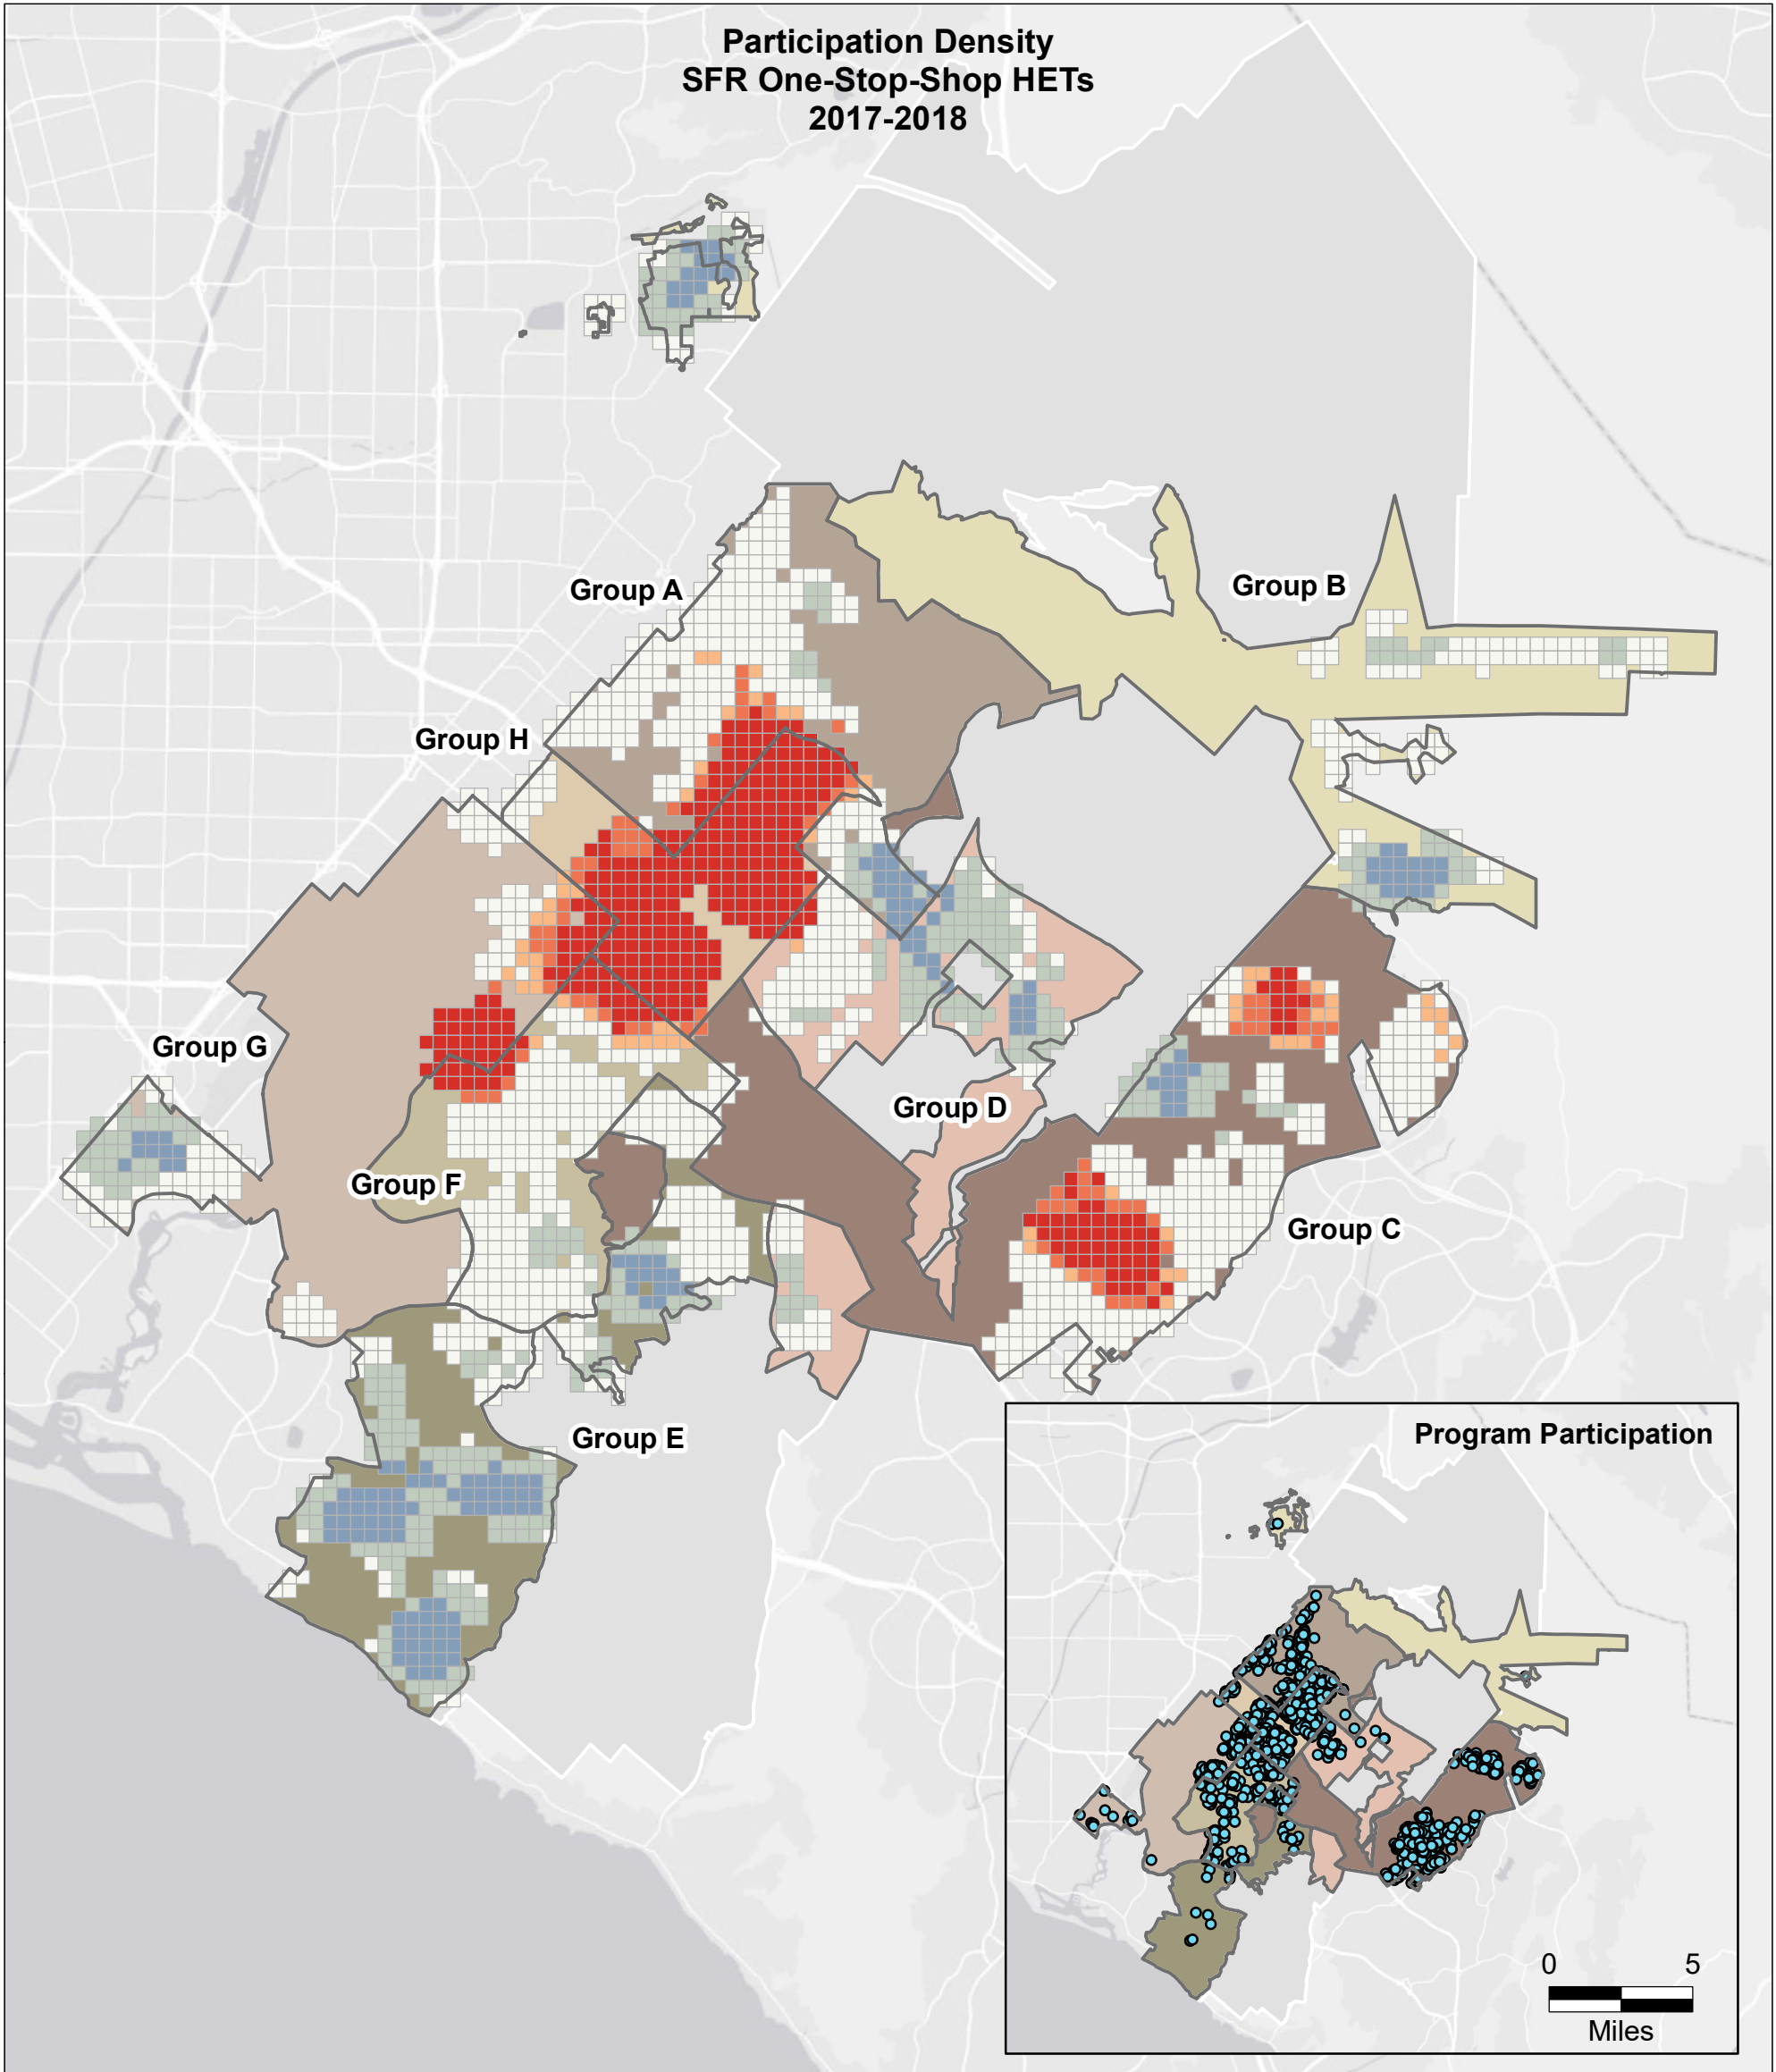 Participation Density
SFR One-Stop-Shop HETs
2017-2018
Group A
Group B
Group H
Group G
Group D
Group F
Group C
Group E
Program Participation
0 5
Miles